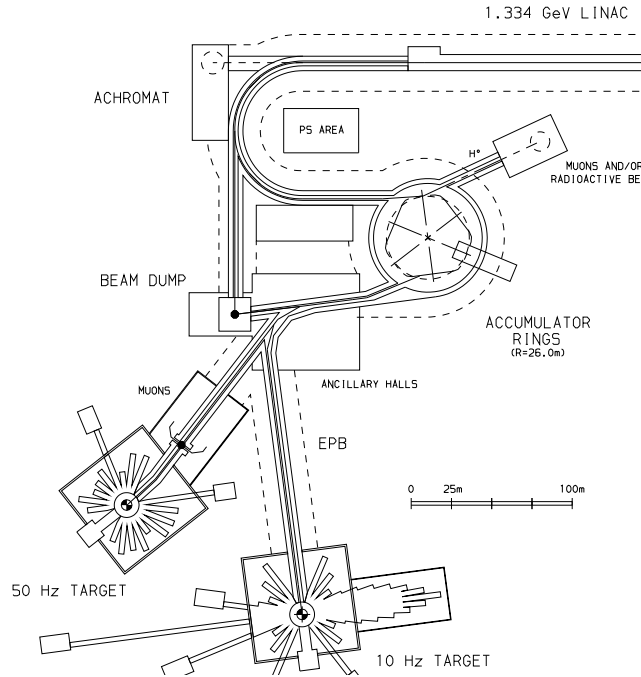 1.334 GeV LINAC
ACHROMAT
PS AREA
H°
MUONS AND/OR
RADIOACTIVE BE
BEAM DUMP
ACCUMULATOR
RINGS
(R=26.0m)
MUONS
ANCILLARY HALLS
EPB
0 25m 100m
50 Hz TARGET
10 Hz TARGET